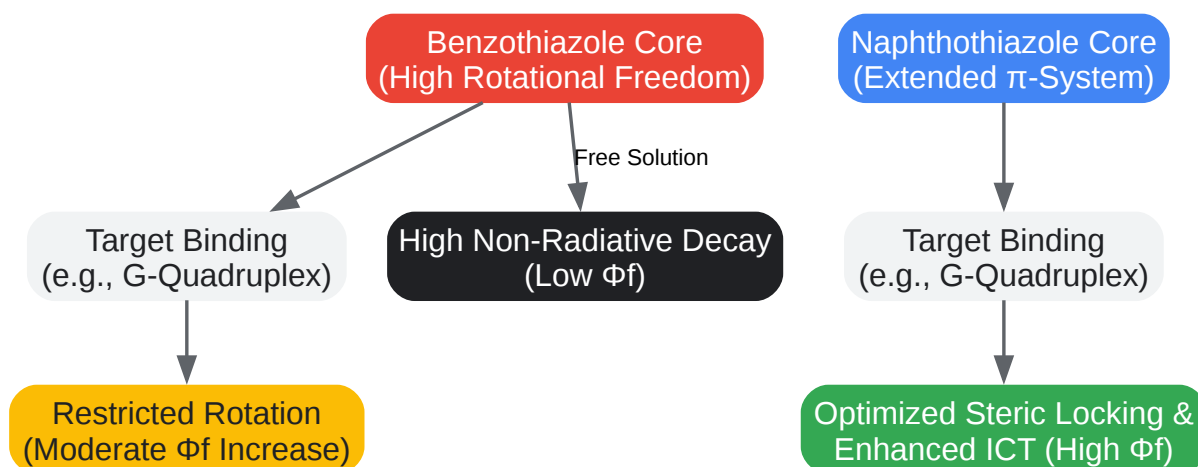 Benzothiazole Core
(High Rotational Freedom)
Naphthothiazole Core
(Extended π-System)
Free Solution
Target Binding
(e.g., G-Quadruplex)
High Non-Radiative Decay
(Low Φf)
Target Binding
(e.g., G-Quadruplex)
Restricted Rotation
(Moderate Φf Increase)
Optimized Steric Locking &
Enhanced ICT (High Φf)